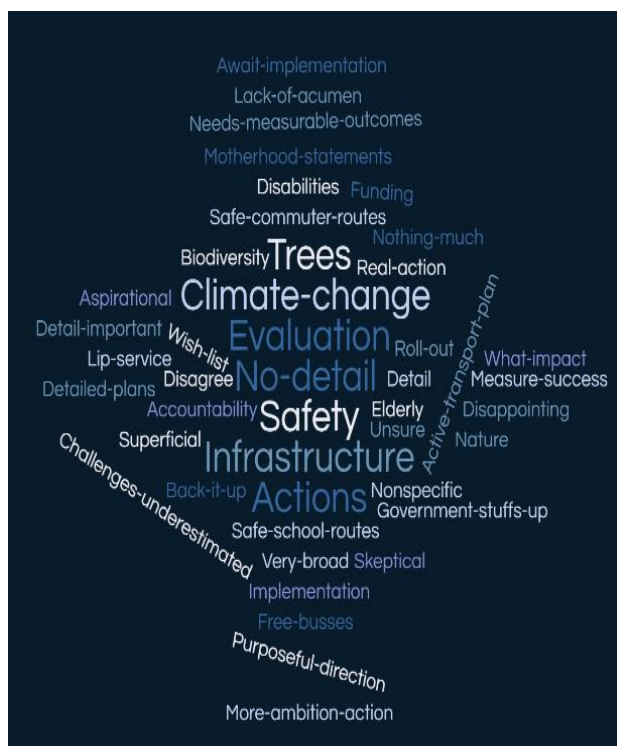 Await-implementation
Lack-of-acumen
Needs-measurable-outcomes
Motherhood-statements
Disabilities
Funding
Safe-commuter-routes
Nothing-much
Biodiversity
Trees
Real-action
Aspirational
Climate-change
Detail-important
Wish-list
Evaluation
Roll-out
Active-transport-plan
Lip-service
What-impact
Detailed-plans
Disagree
No-detail
Detail
Measure-success
Accountability
Safety
Elderly
Disappointing
Unsure
Superficial
Infrastructure
Nature
Challenges-underestimated
Back-it-up
Actions
Nonspecific
Government-stuffs-up
Safe-school-routes
Very-broad
Skeptical
Implementation
Free-busses
Purposeful-direction
More-ambition-action